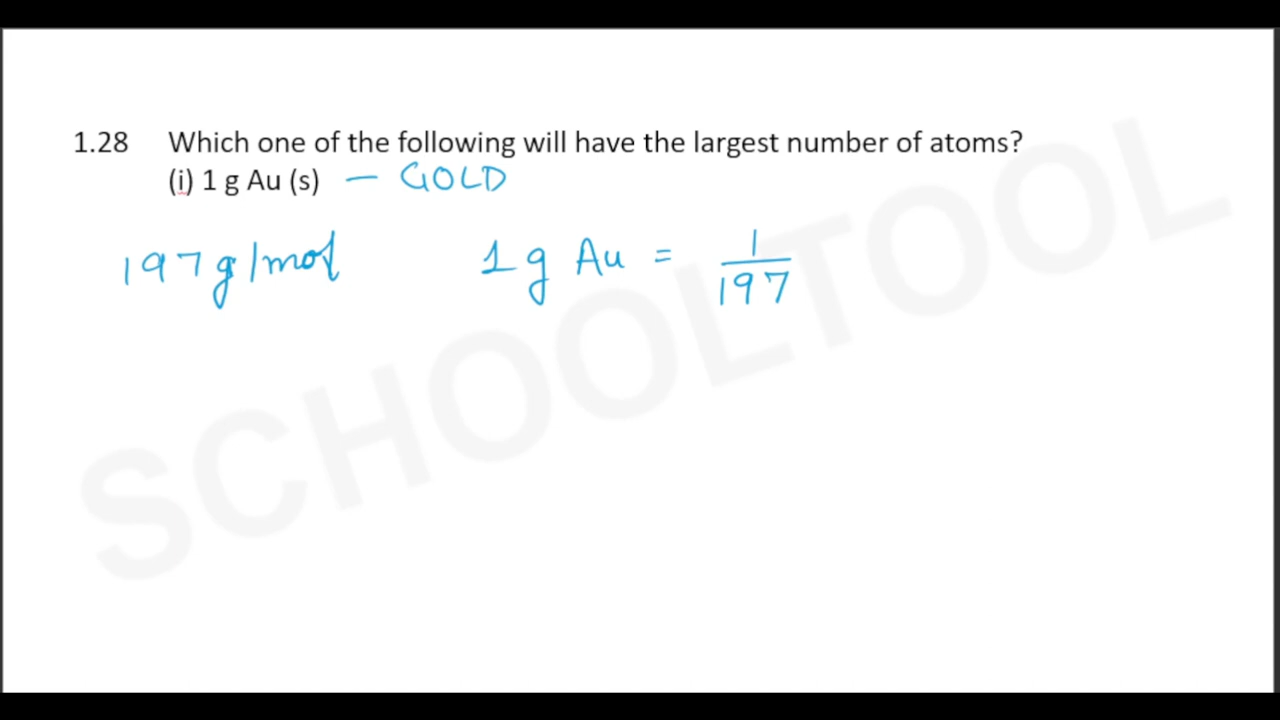 1.28 Which one of the following will have the largest number of atoms?
(i) 1 g Au (s) — GOLD
197 g/mol 1 g Au = 1/197
SCHOOLTOOL